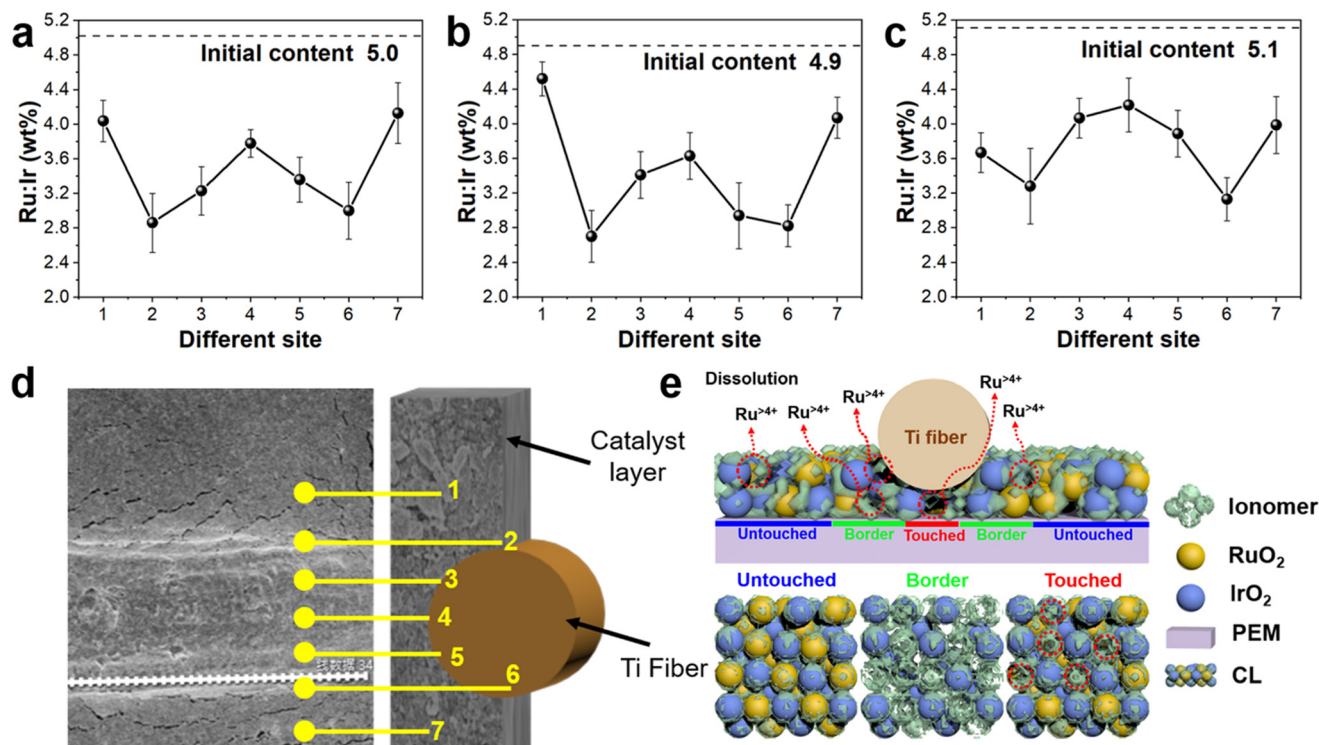 a
5.2
4.8
4.4
4.0
3.6
3.2
2.8
2.4
2.0
Ru:Ir (wt%)
Initial content 5.0
1 2 3 4 5 6 7
Different site
b
5.2
4.8
4.4
4.0
3.6
3.2
2.8
2.4
2.0
Ru:Ir (wt%)
Initial content 4.9
1 2 3 4 5 6 7
Different site
c
5.2
4.8
4.4
4.0
3.6
3.2
2.8
2.4
2.0
Ru:Ir (wt%)
Initial content 5.1
1 2 3 4 5 6 7
Different site
d
1
2
3
4
5
6
7
线数据 34
Catalyst
layer
Ti Fiber
e
Dissolution
Ru>4+
Ru>4+
Ru>4+
Ru>4+
Ru>4+
Ti fiber
Untouched Border Touched Border Untouched
Untouched Border Touched
Ionomer
RuO2
IrO2
PEM
CL